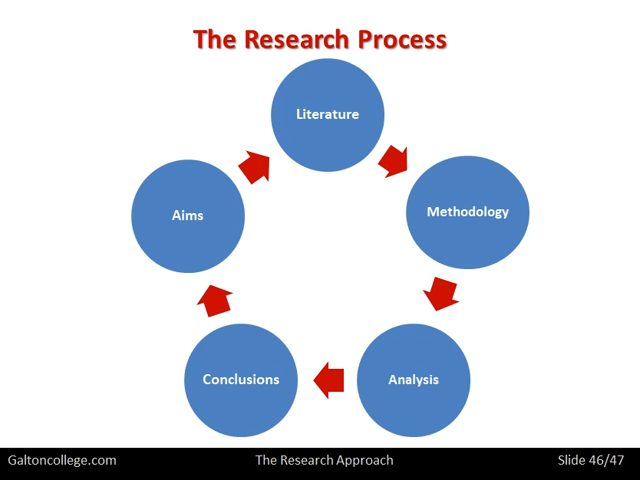 The Research Process
Literature
Methodology
Aims
Conclusions
Analysis
Galtoncollege.com
The Research Approach
Slide 46/47